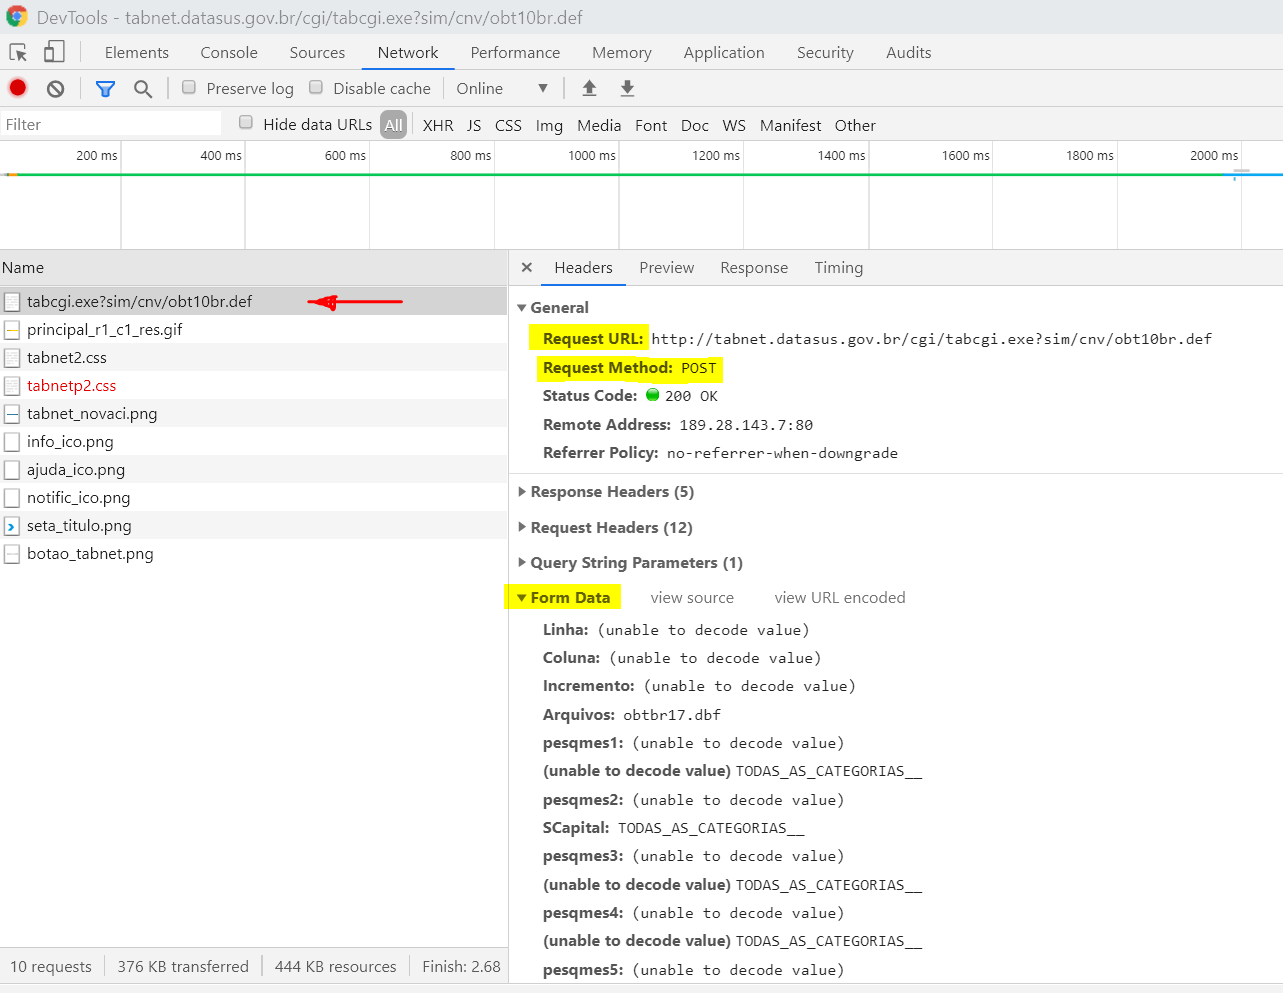 DevTools - tabnet.datasus.gov.br/cgi/tabcgi.exe?sim/cnv/obt10br.def
Elements Console Sources Network Performance Memory Application Security Audits
Preserve log Disable cache Online
Filter Hide data URLs All XHR JS CSS Img Media Font Doc WS Manifest Other
200 ms 400 ms 600 ms 800 ms 1000 ms 1200 ms 1400 ms 1600 ms 1800 ms 2000 ms
Name
tabcgi.exe?sim/cnv/obt10br.def
principal_r1_c1_res.gif
tabnet2.css
tabnetp2.css
tabnet_novaci.png
info_ico.png
ajuda_ico.png
notific_ico.png
seta_titulo.png
botao_tabnet.png
10 requests 376 KB transferred 444 KB resources Finish: 2.68
Headers Preview Response Timing
General
Request URL: http://tabnet.datasus.gov.br/cgi/tabcgi.exe?sim/cnv/obt10br.def
Request Method: POST
Status Code: 200 OK
Remote Address: 189.28.143.7:80
Referrer Policy: no-referrer-when-downgrade
Response Headers (5)
Request Headers (12)
Query String Parameters (1)
Form Data view source view URL encoded
Linha: (unable to decode value)
Coluna: (unable to decode value)
Incremento: (unable to decode value)
Arquivos: obtbr17.dbf
pesqmes1: (unable to decode value)
(unable to decode value) TODAS_AS_CATEGORIAS__
pesqmes2: (unable to decode value)
SCapital: TODAS_AS_CATEGORIAS__
pesqmes3: (unable to decode value)
(unable to decode value) TODAS_AS_CATEGORIAS__
pesqmes4: (unable to decode value)
(unable to decode value) TODAS_AS_CATEGORIAS__
pesqmes5: (unable to decode value)